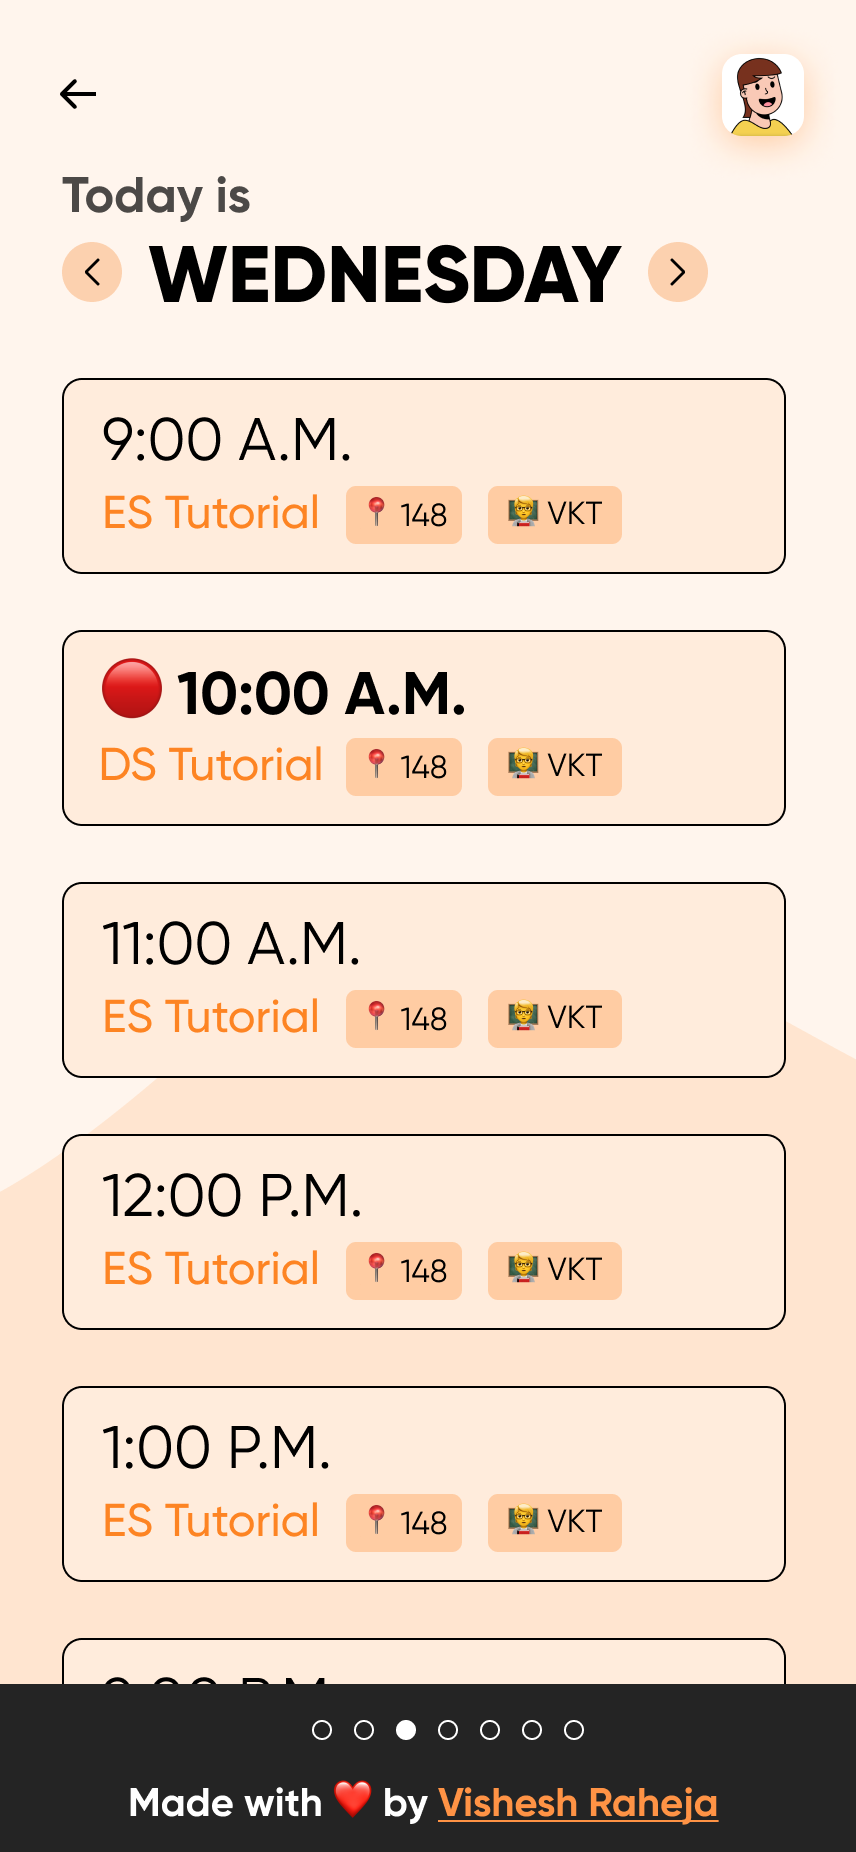 Today is
WEDNESDAY
9:00 A.M.
ES Tutorial 148 VKT
10:00 A.M.
DS Tutorial 148 VKT
11:00 A.M.
ES Tutorial 148 VKT
12:00 P.M.
ES Tutorial 148 VKT
1:00 P.M.
ES Tutorial 148 VKT
Made with ❤️ by Vishesh Raheja